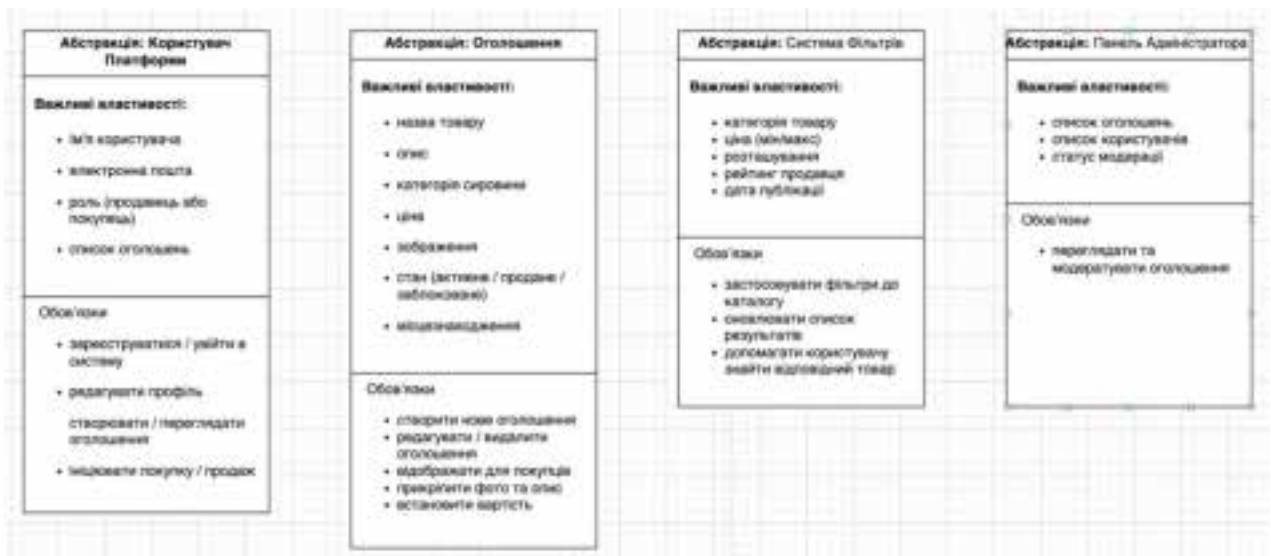 Абстракція: Користувач
Платформи
Важливі властивості:
• Ім'я користувача
• електронна пошта
• роль (продавець або
покупець)
• список оголошень
Обов'язки
• зареєструватися / увійти в
систему
• редагувати профіль
створювати / переглядати
оголошення
• ініціювати покупку / продаж
Абстракція: Оголошення
Важливі властивості:
• назва товару
• опис
• категорія сировини
• ціна
• зображення
• стан (активне / продане /
заблоковане)
• місцезнаходження
Обов'язки
• створити нове оголошення
• редагувати / видалити
оголошення
• відображати для покупців
• прикріпити фото та опис
• встановити вартість
Абстракція: Система Фільтрів
Важливі властивості:
• категорія товару
• ціна (мін/макс)
• розташування
• рейтинг продавця
• дата публікації
Обов'язки
• застосовувати фільтри до
каталогу
• оновлювати список
результатів
• допомагати користувачу
знайти відповідний товар
Абстракція: Панель Адміністратора
Важливі властивості:
• список оголошень
• список користувачів
• статус модерації
Обов'язки
• переглядати та
модерувати оголошення